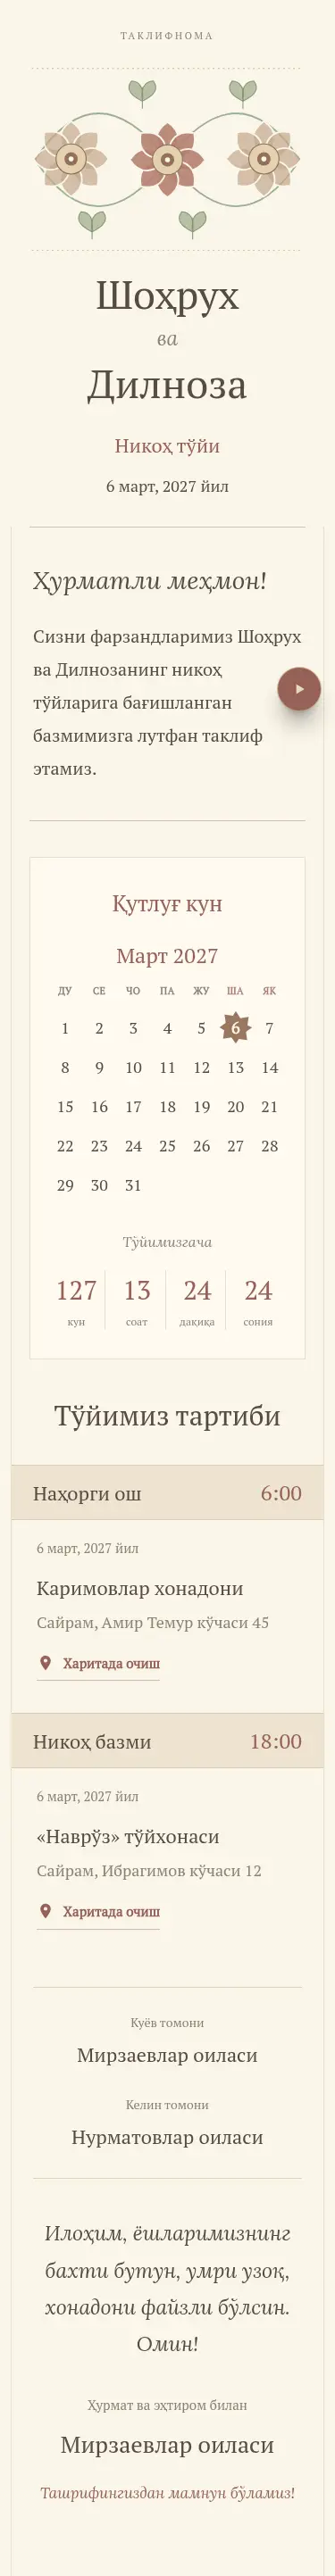 ТАКЛИФНОМА
Шоҳрух
ва
Дилноза
Никоҳ тўйи
6 март, 2027 йил
Ҳурматли меҳмон!
Сизни фарзандларимиз Шоҳрух
ва Дилнозанинг никоҳ
тўйларига бағишланган
базмимизга лутфан таклиф
этамиз.
Қутлуғ кун
Март 2027
ДУ СЕ ЧО ПА ЖУ ША ЯК
1 2 3 4 5 6 7
8 9 10 11 12 13 14
15 16 17 18 19 20 21
22 23 24 25 26 27 28
29 30 31
Тўйимизгача
127 13 24 24
кун соат дақиқа сония
Тўйимиз тартиби
Наҳорги ош 6:00
6 март, 2027 йил
Каримовлар хонадони
Сайрам, Амир Темур кўчаси 45
Харитада очиш
Никоҳ базми 18:00
6 март, 2027 йил
«Наврўз» тўйхонаси
Сайрам, Ибрагимов кўчаси 12
Харитада очиш
Куёв томони
Мирзаевлар оиласи
Келин томони
Нурматовлар оиласи
Илоҳим, ёшларимизнинг
бахти бутун, умри узоқ,
хонадони файзли бўлсин.
Омин!
Ҳурмат ва эҳтиром билан
Мирзаевлар оиласи
Ташрифингиздан мамнун бўламиз!